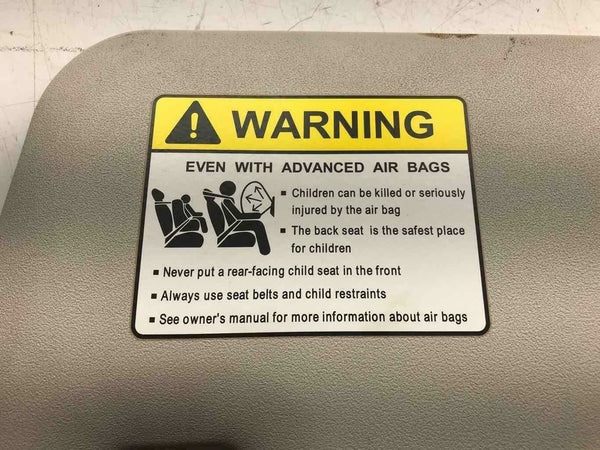 WARNING
EVEN WITH ADVANCED AIR BAGS
▪ Children can be killed or seriously
injured by the air bag
▪ The back seat is the safest place
for children
▪ Never put a rear-facing child seat in the front
▪ Always use seat belts and child restraints
▪ See owner's manual for more information about air bags